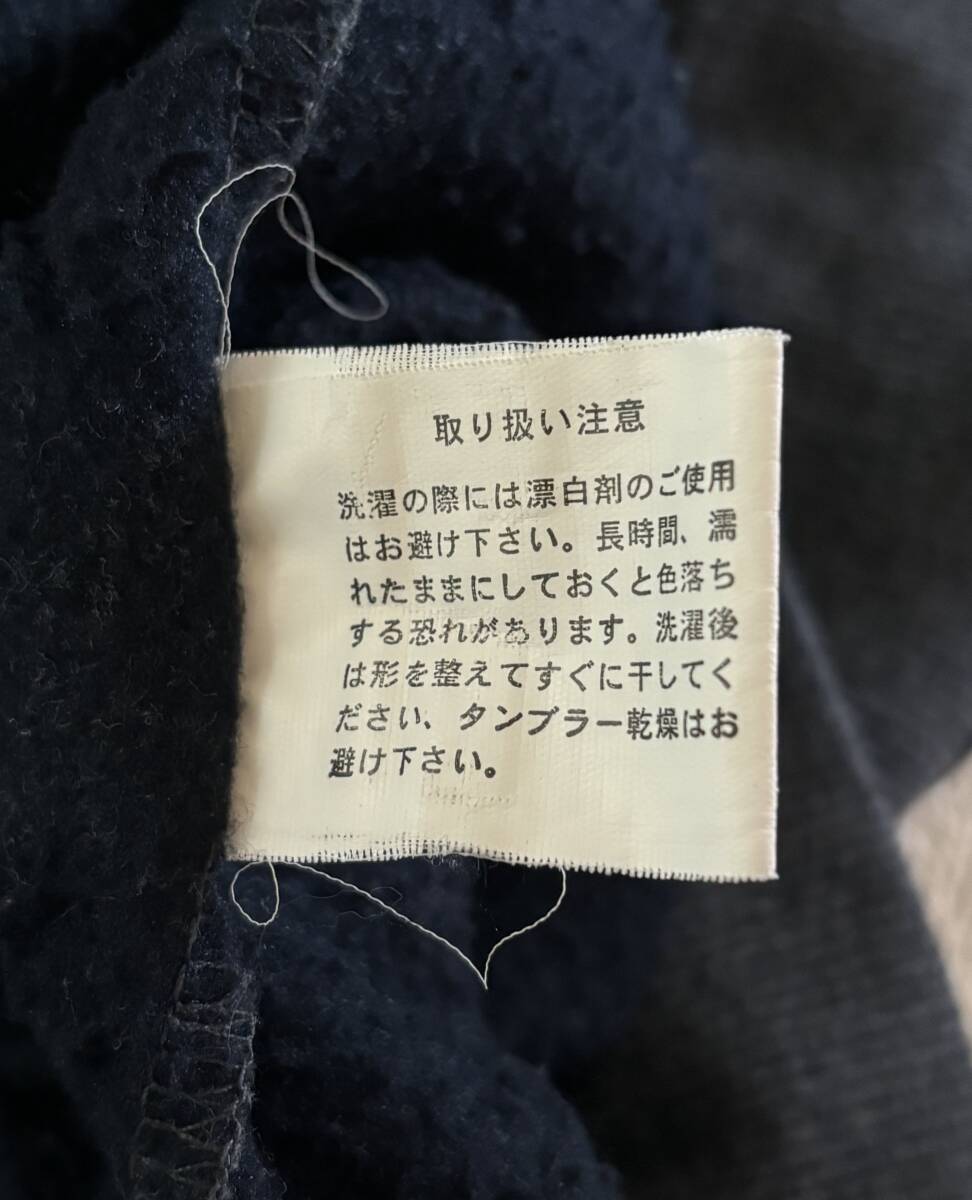 取り扱い注意
洗濯の際には漂白剤のご使用
はお避け下さい。長時間、濡
れたままにしておくと色落ち
する恐れがあります。洗濯後
は形を整えてすぐに干してく
ださい、タンブラー乾燥はお
避け下さい。